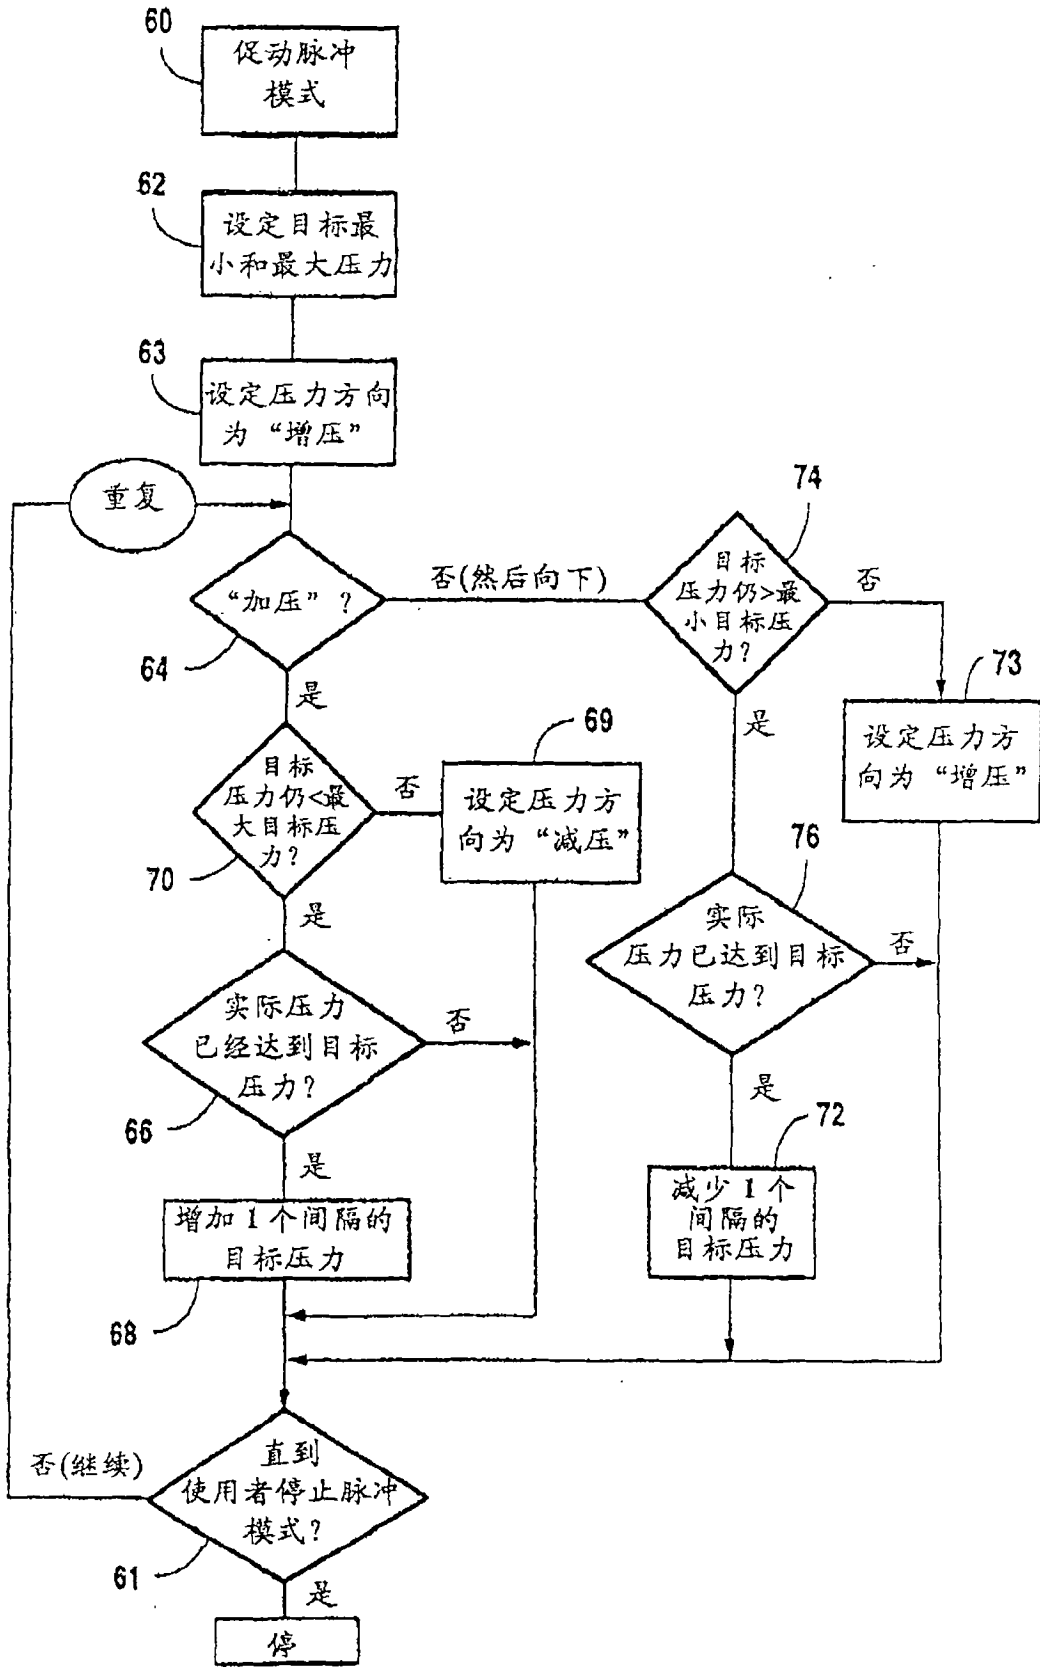 60
促动脉冲
模式
62
设定目标最
小和最大压力
63
设定压力方向
为“增压”
重复
“加压”?
64
否(然后向下)
74
目标
压力仍>最
小目标压
力?
否
是
73
设定压力方
向为“增压”
是
目标
压力仍<最
大目标压
力?
70
否
69
设定压力方
向为“减压”
是
76
实际
压力已达到目标
压力?
否
是
实际压力
已经达到目标
压力?
66
否
是
72
减少1个
间隔的
目标压力
增加1个间隔的
目标压力
68
否(继续)
直到
使用者停止脉冲
模式?
61
是
停